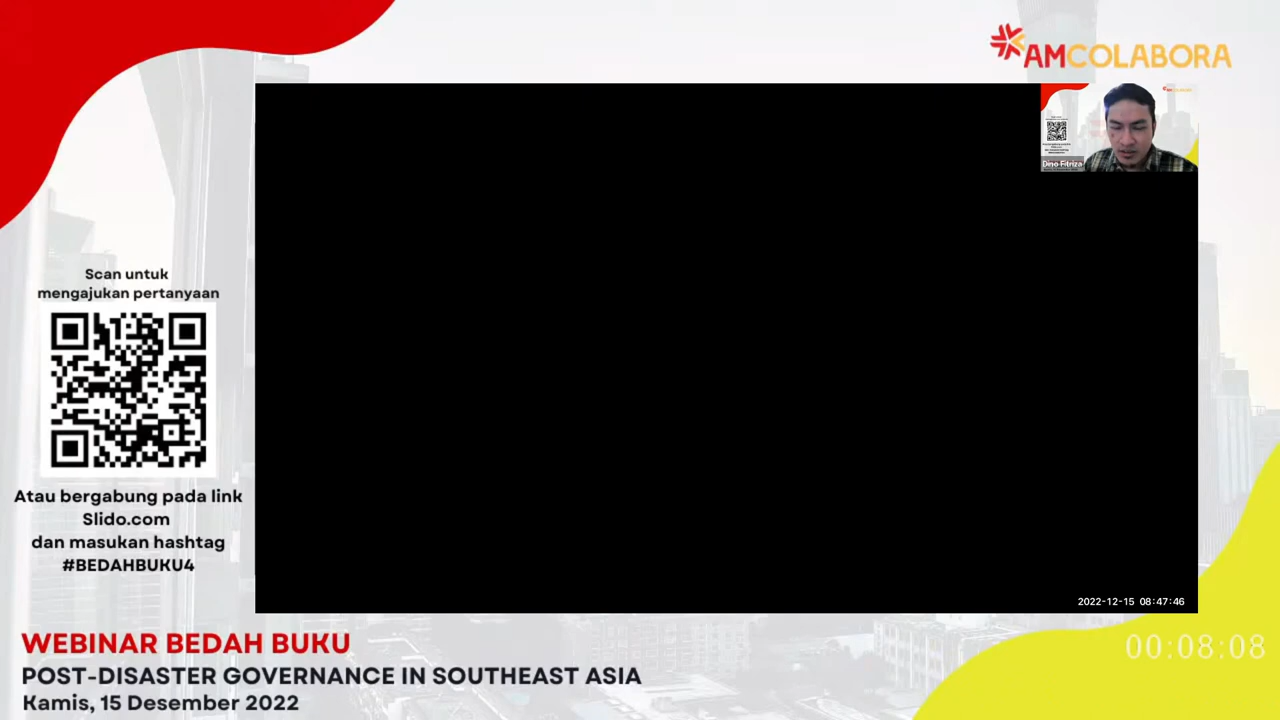 AMCOLABORA
Dino Fitriza
Scan untuk
mengajukan pertanyaan
Atau bergabung pada link
Slido.com
dan masukan hashtag
#BEDAHBUKU4
2022-12-15 08:47:46
WEBINAR BEDAH BUKU
POST-DISASTER GOVERNANCE IN SOUTHEAST ASIA
Kamis, 15 Desember 2022
00:08:08